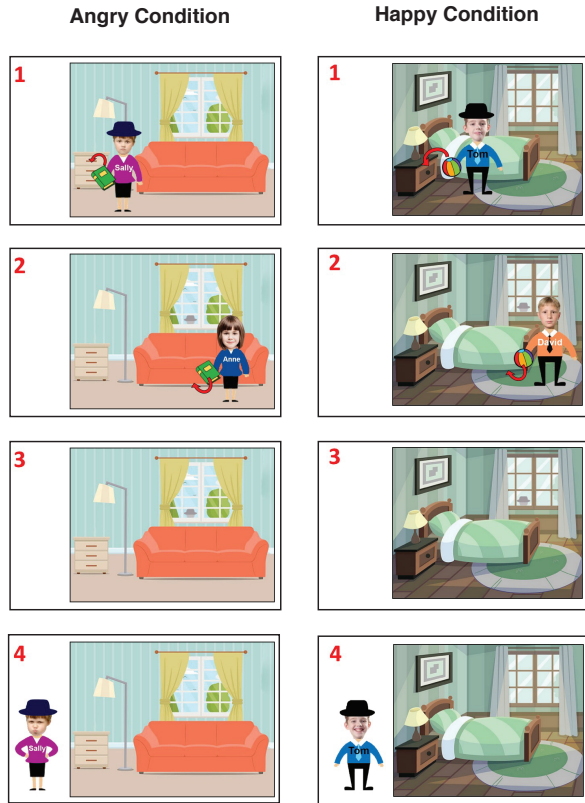 Angry Condition
Happy Condition
1
Sally
1
Tom
2
Anne
2
David
3
3
4
Sally
4
Tom